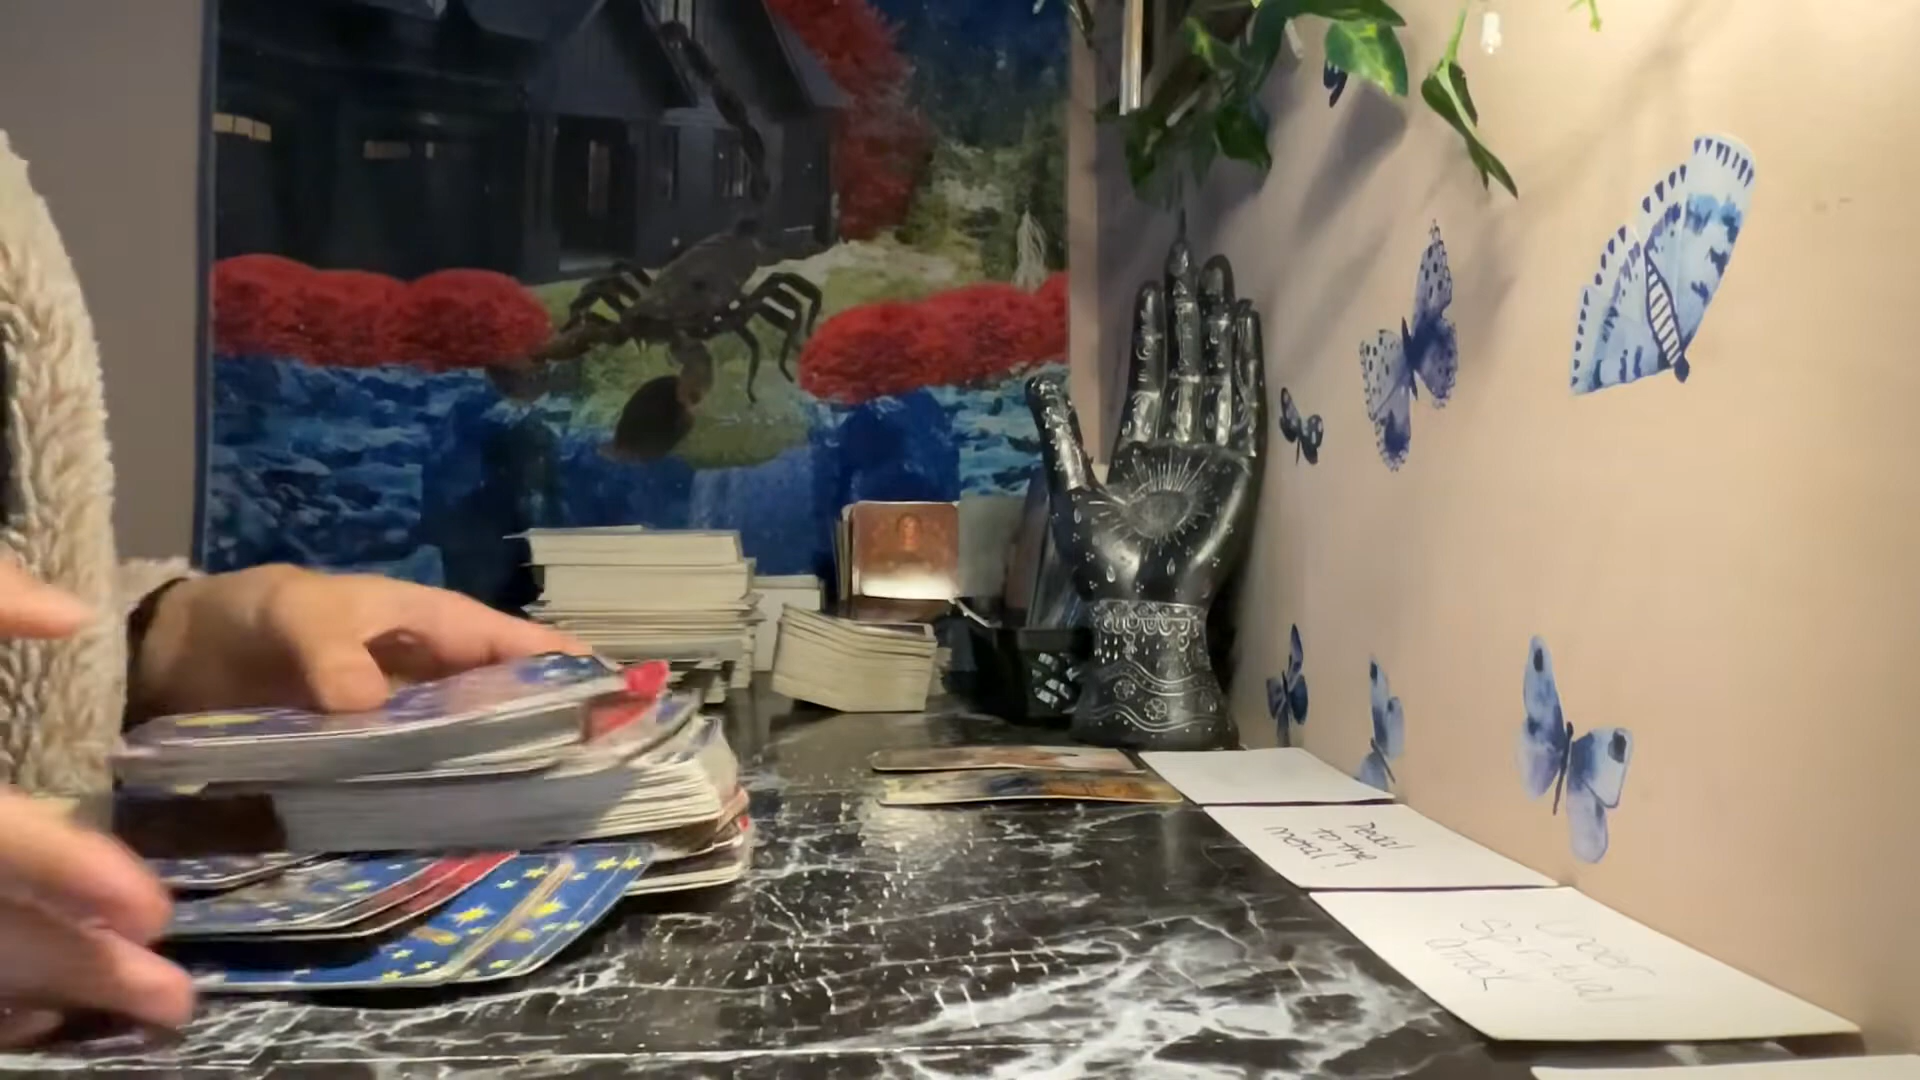 Pedal
to the
metal!
Under
Spiritual
attack